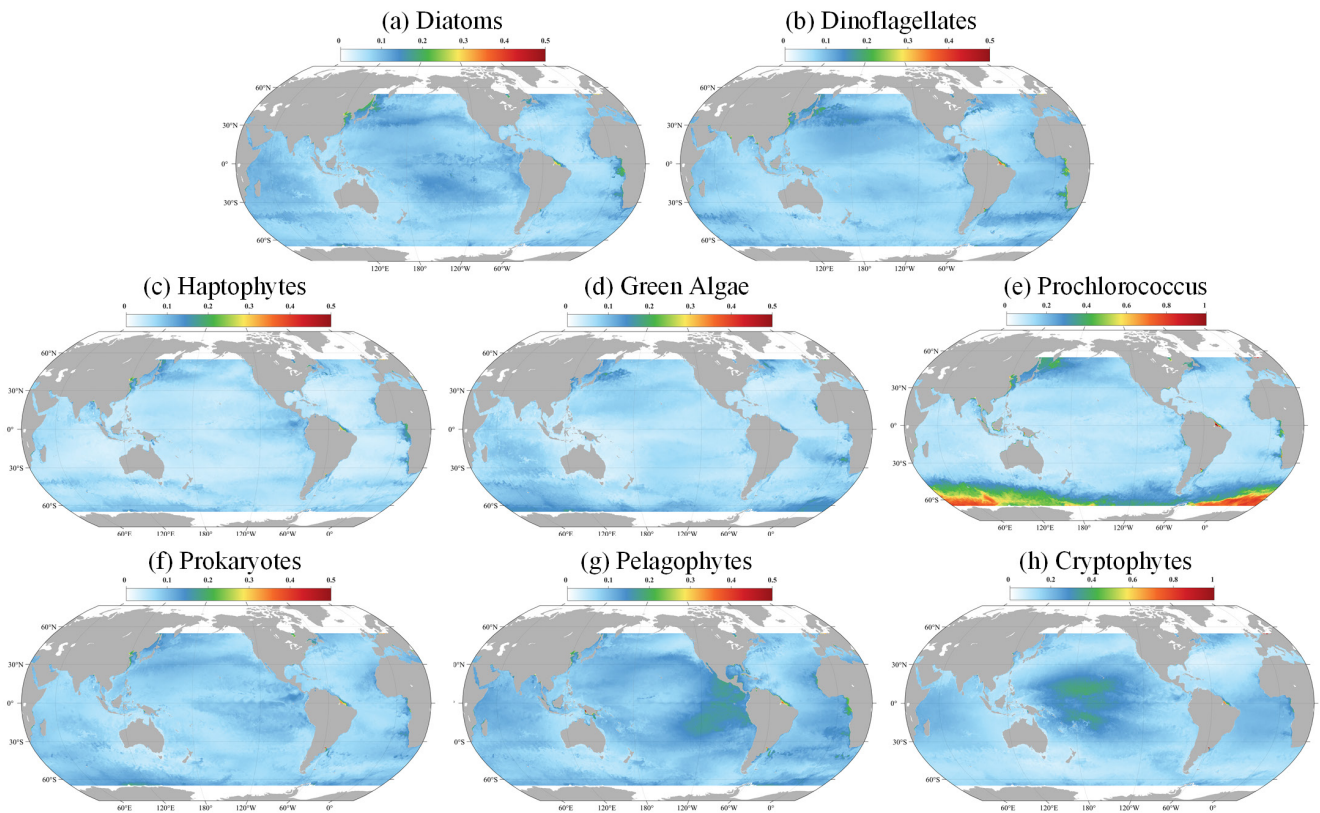 (a) Diatoms
(b) Dinoflagellates
0 0.1 0.2 0.3 0.4 0.5
0 0.1 0.2 0.3 0.4 0.5
60°N
30°N
0°
30°S
60°S
120°E 180° 120°W 60°W
60°N
30°N
0°
30°S
60°S
120°E 180° 120°W 60°W
(c) Haptophytes
(d) Green Algae
(e) Prochlorococcus
0 0.1 0.2 0.3 0.4 0.5
0 0.1 0.2 0.3 0.4 0.5
0 0.2 0.4 0.6 0.8 1
60°N
30°N
0°
30°S
60°S
60°E 120°E 180° 120°W 60°W 0°
60°N
30°N
0°
30°S
60°S
60°E 120°E 180° 120°W 60°W 0°
60°N
30°N
0°
30°S
60°S
60°E 120°E 180° 120°W 60°W 0°
(f) Prokaryotes
(g) Pelagophytes
(h) Cryptophytes
0 0.1 0.2 0.3 0.4 0.5
0 0.1 0.2 0.3 0.4 0.5
0 0.2 0.4 0.6 0.8 1
60°N
30°N
0°
30°S
60°S
60°E 120°E 180° 120°W 60°W 0°
60°N
0°N
30°S
60°S
60°E 120°E 180° 120°W 60°W 0°
60°N
30°N
0°
30°S
60°S
60°E 120°E 180° 120°W 60°W 0°